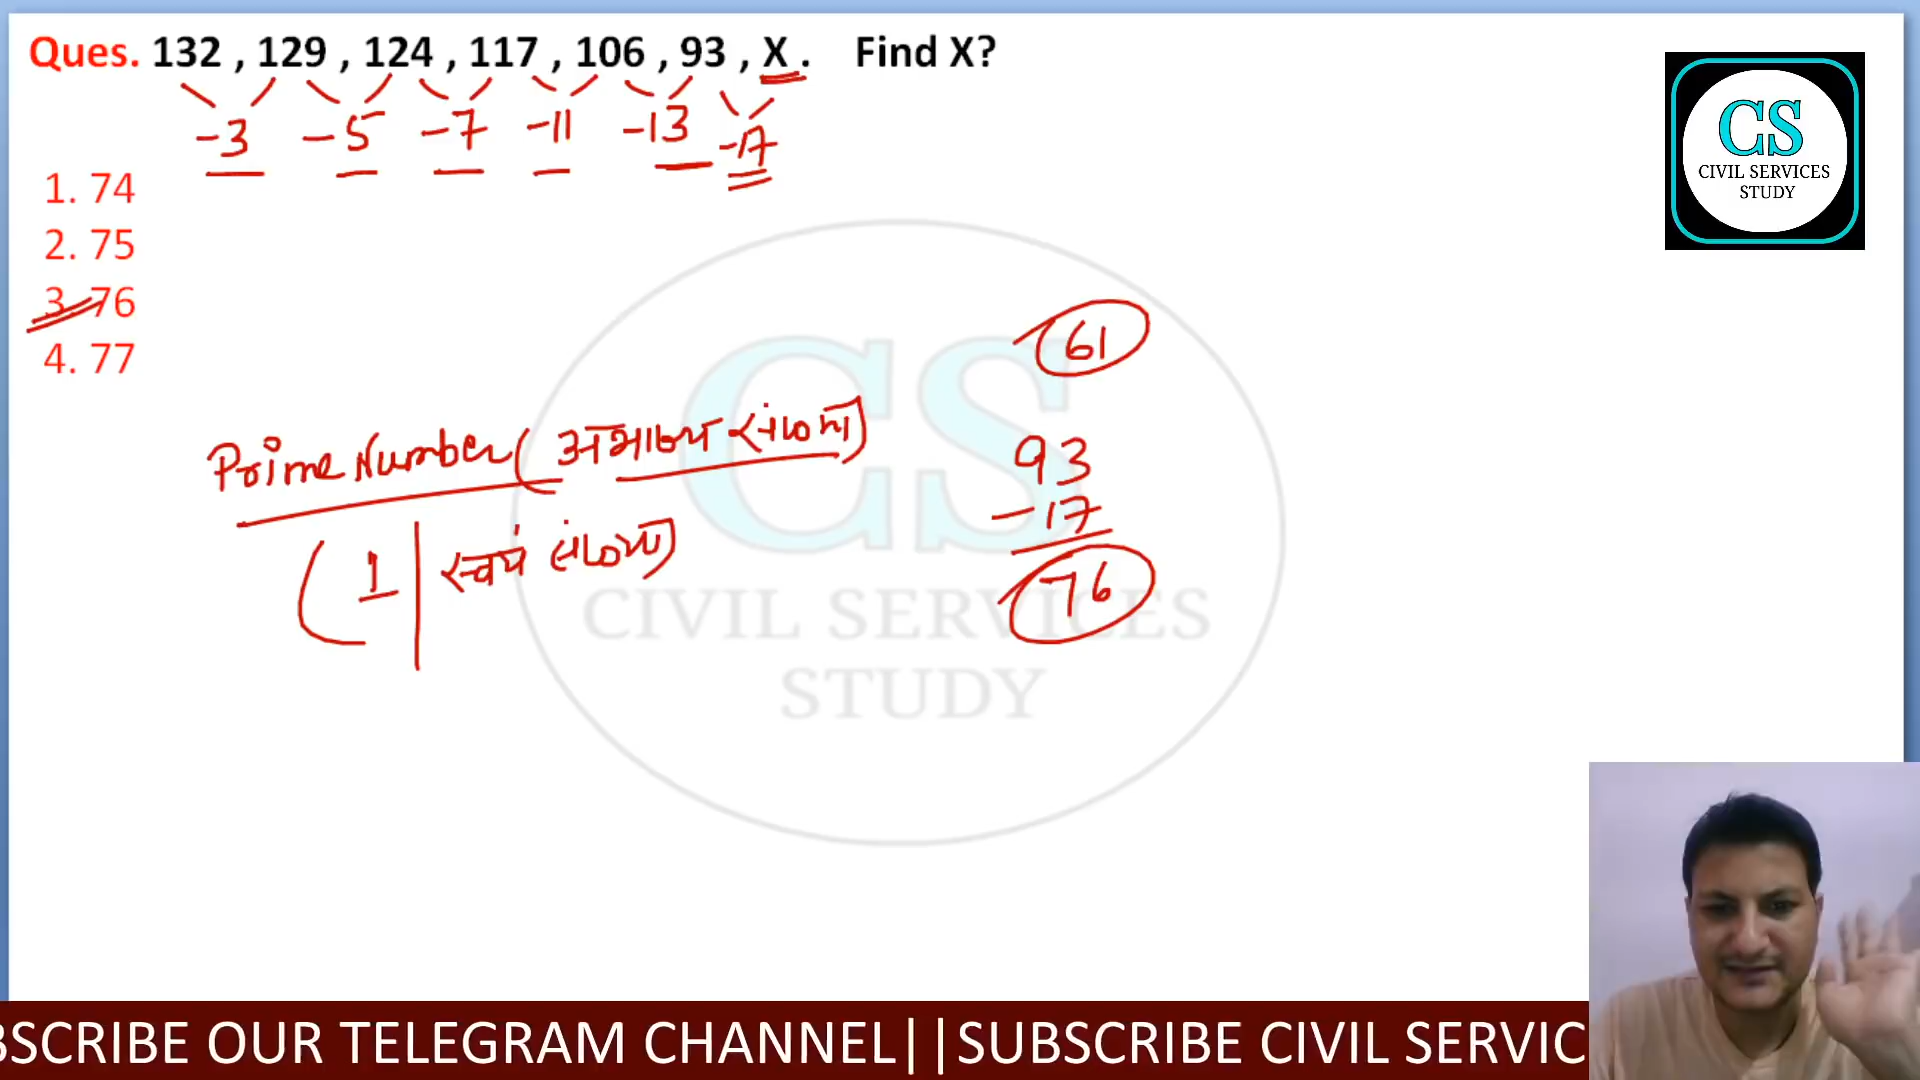 Ques. 132 , 129 , 124 , 117 , 106 , 93 , X . Find X?
-3 -5 -7 -11 -13 -17
1. 74
2. 75
3. 76
4. 77
61
Prime Number ( अभाज्य संख्या )
( 1 | स्वयं संख्या )
93
-17
76
CS
CIVIL SERVICES
STUDY
CS
CIVIL SERVICES
STUDY
BSCRIBE OUR TELEGRAM CHANNEL||SUBSCRIBE CIVIL SERVIC